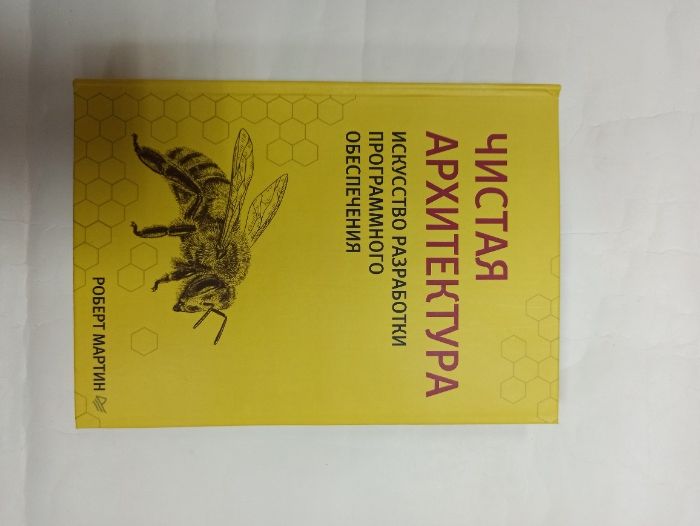 ЧИСТАЯ
АРХИТЕКТУРА
ИСКУССТВО РАЗРАБОТКИ
ПРОГРАММНОГО
ОБЕСПЕЧЕНИЯ
РОБЕРТ МАРТИН